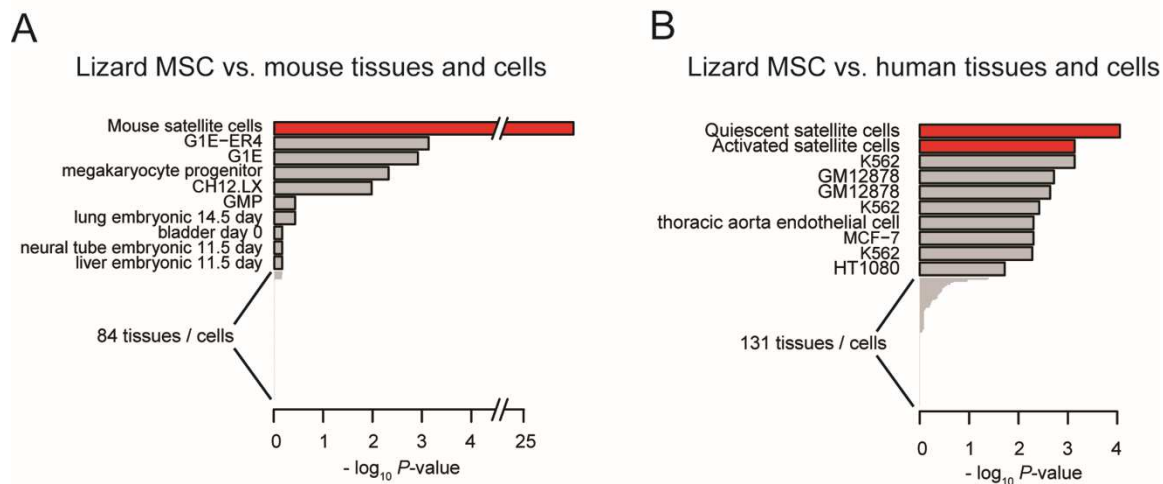 A
Lizard MSC vs. mouse tissues and cells
Mouse satellite cells
G1E−ER4
G1E
megakaryocyte progenitor
CH12.LX
GMP
lung embryonic 14.5 day
bladder day 0
neural tube embryonic 11.5 day
liver embryonic 11.5 day
84 tissues / cells
0 1 2 3 4 25
- log10 P-value
B
Lizard MSC vs. human tissues and cells
Quiescent satellite cells
Activated satellite cells
K562
GM12878
GM12878
K562
thoracic aorta endothelial cell
MCF−7
K562
HT1080
131 tissues / cells
0 1 2 3 4
- log10 P-value